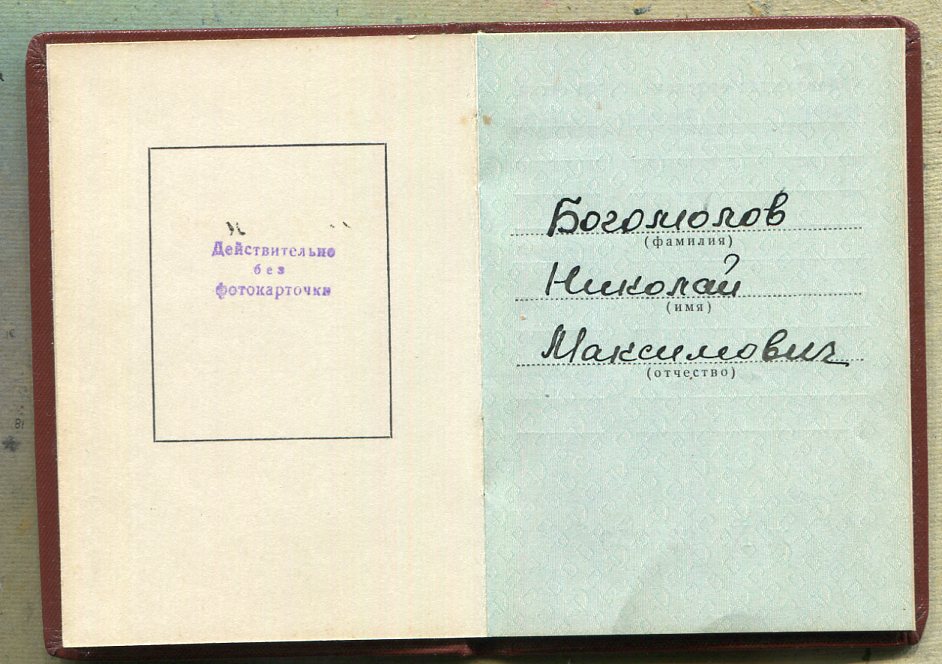 Действительно
без
фотокарточки
Богомолов
(фамилия)
Николай
(имя)
Максимович
(отчество)